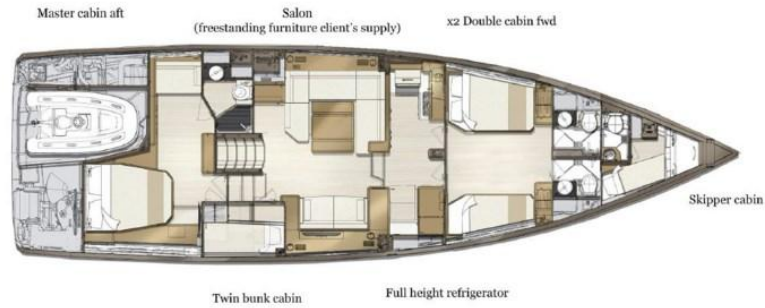 Master cabin aft
Salon
(freestanding furniture client's supply)
x2 Double cabin fwd
Skipper cabin
Twin bunk cabin
Full height refrigerator